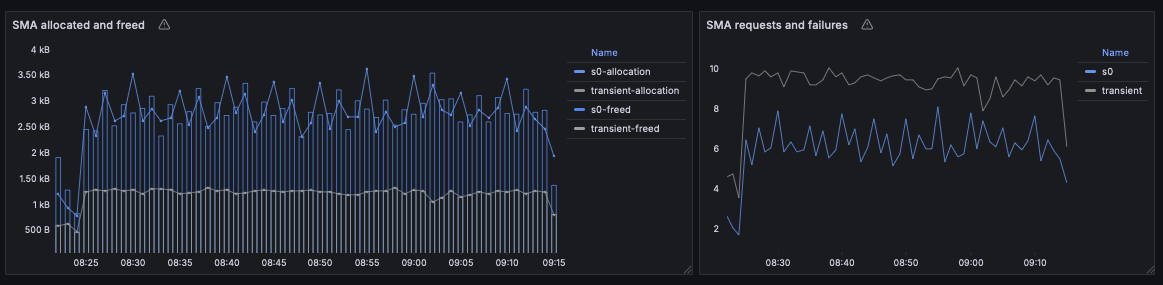 SMA allocated and freed
4 kB
3.50 kB
3 kB
2.50 kB
2 kB
1.50 kB
1 kB
500 B
08:25 08:30 08:35 08:40 08:45 08:50 08:55 09:00 09:05 09:10 09:15
Name
s0-allocation
transient-allocation
s0-freed
transient-freed
SMA requests and failures
10
8
6
4
2
08:30 08:40 08:50 09:00 09:10
Name
s0
transient